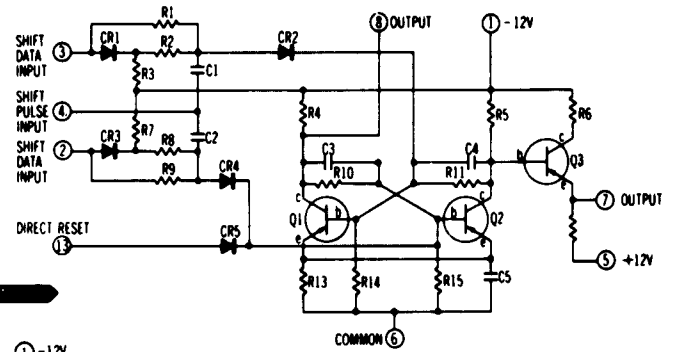 R1
⑧ OUTPUT
① -12V
SHIFT DATA INPUT ③
CR1
R2
CR2
R3
C1
SHIFT PULSE INPUT ④
R4
R5
R6
R7
C2
SHIFT DATA INPUT ②
CR3
R8
R9
CR4
C3
C4
R10
R11
c
c
c
b
Q3
e
Q1
b
b
Q2
e
e
⑦ OUTPUT
DIRECT RESET ⑬
CR5
R13
R14
R15
C5
⑤ +12V
COMMON ⑥
① -12V